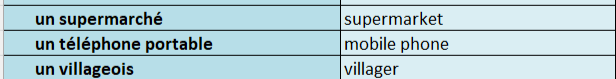 un supermarché supermarket
un téléphone portable mobile phone
un villageois villager